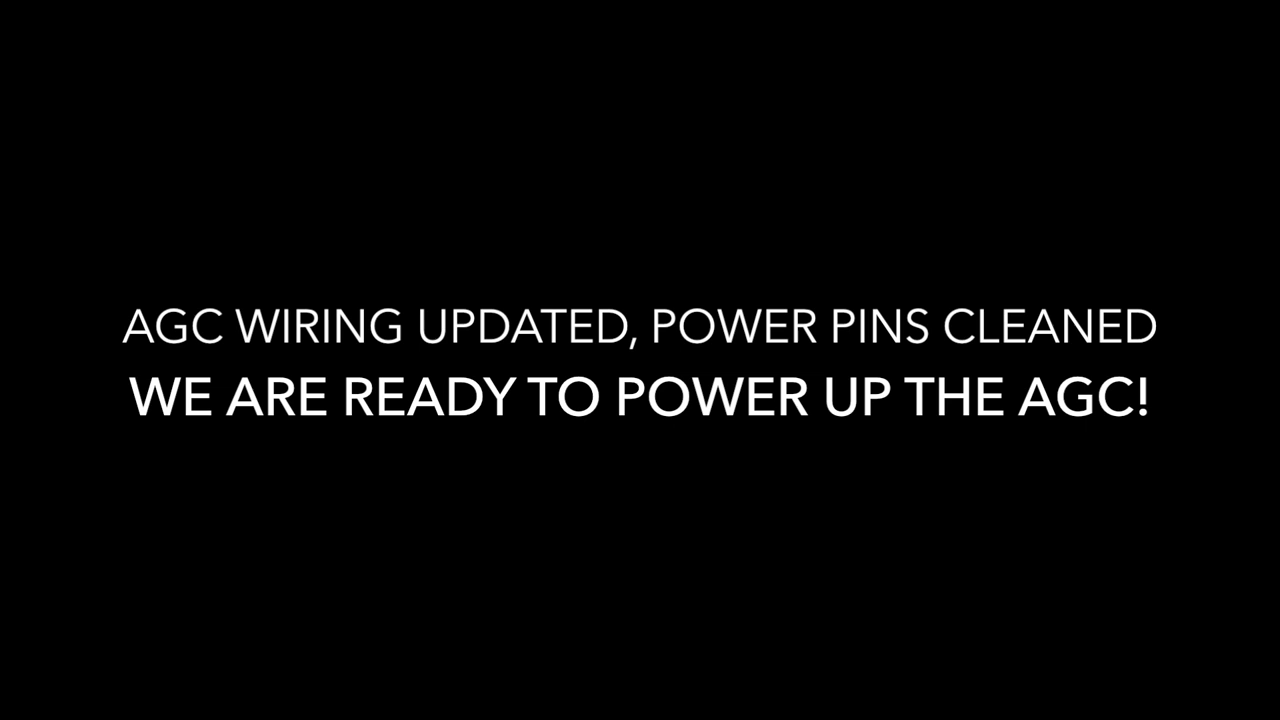 AGC WIRING UPDATED, POWER PINS CLEANED
WE ARE READY TO POWER UP THE AGC!